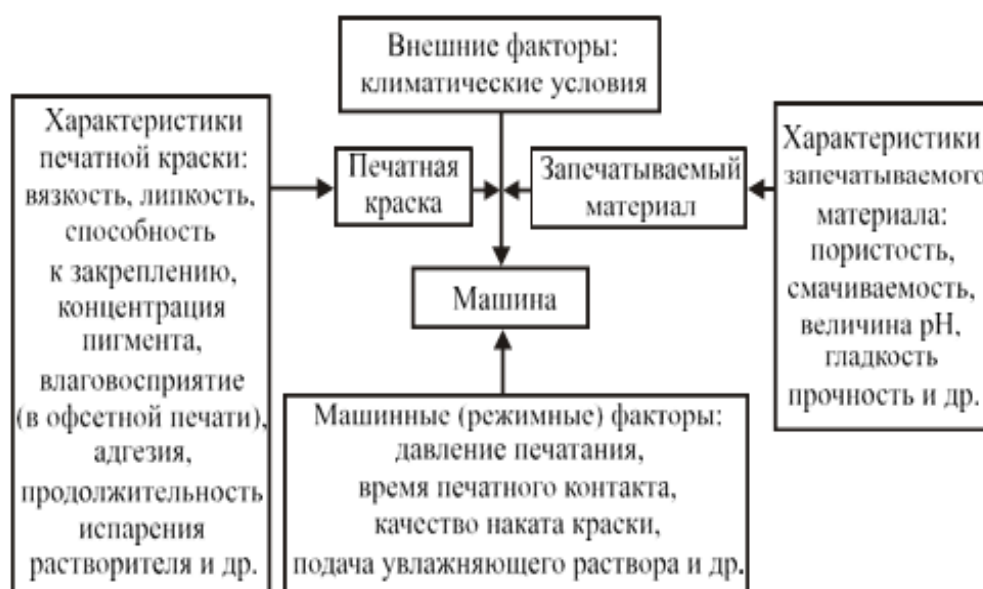 Внешние факторы:
климатические условия
Характеристики
печатной краски:
вязкость, липкость,
способность
к закреплению,
концентрация
пигмента,
влаговосприятие
(в офсетной печати),
адгезия,
продолжительность
испарения
растворителя и др.
Печатная
краска
Запечатываемый
материал
Характеристики
запечатываемого
материала:
пористость,
смачиваемость,
величина pH,
гладкость
прочность и др.
Машина
Машинные (режимные) факторы:
давление печатания,
время печатного контакта,
качество наката краски,
подача увлажняющего раствора и др.